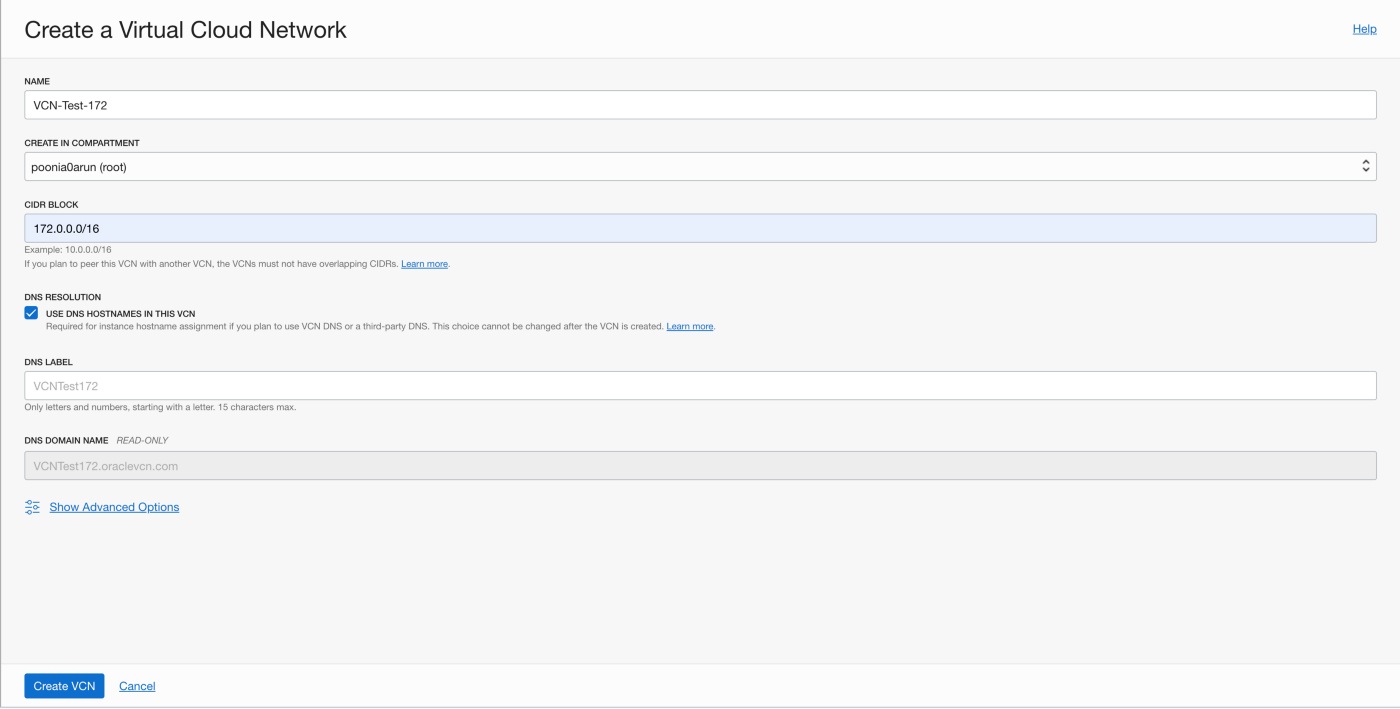 Create a Virtual Cloud Network
Help
NAME
VCN-Test-172
CREATE IN COMPARTMENT
poonia0arun (root)
CIDR BLOCK
172.0.0.0/16
Example: 10.0.0.0/16
If you plan to peer this VCN with another VCN, the VCNs must not have overlapping CIDRs. Learn more.
DNS RESOLUTION
USE DNS HOSTNAMES IN THIS VCN
Required for instance hostname assignment if you plan to use VCN DNS or a third-party DNS. This choice cannot be changed after the VCN is created. Learn more.
DNS LABEL
VCNTest172
Only letters and numbers, starting with a letter. 15 characters max.
DNS DOMAIN NAME READ-ONLY
VCNTest172.oraclevcn.com
Show Advanced Options
Create VCN Cancel